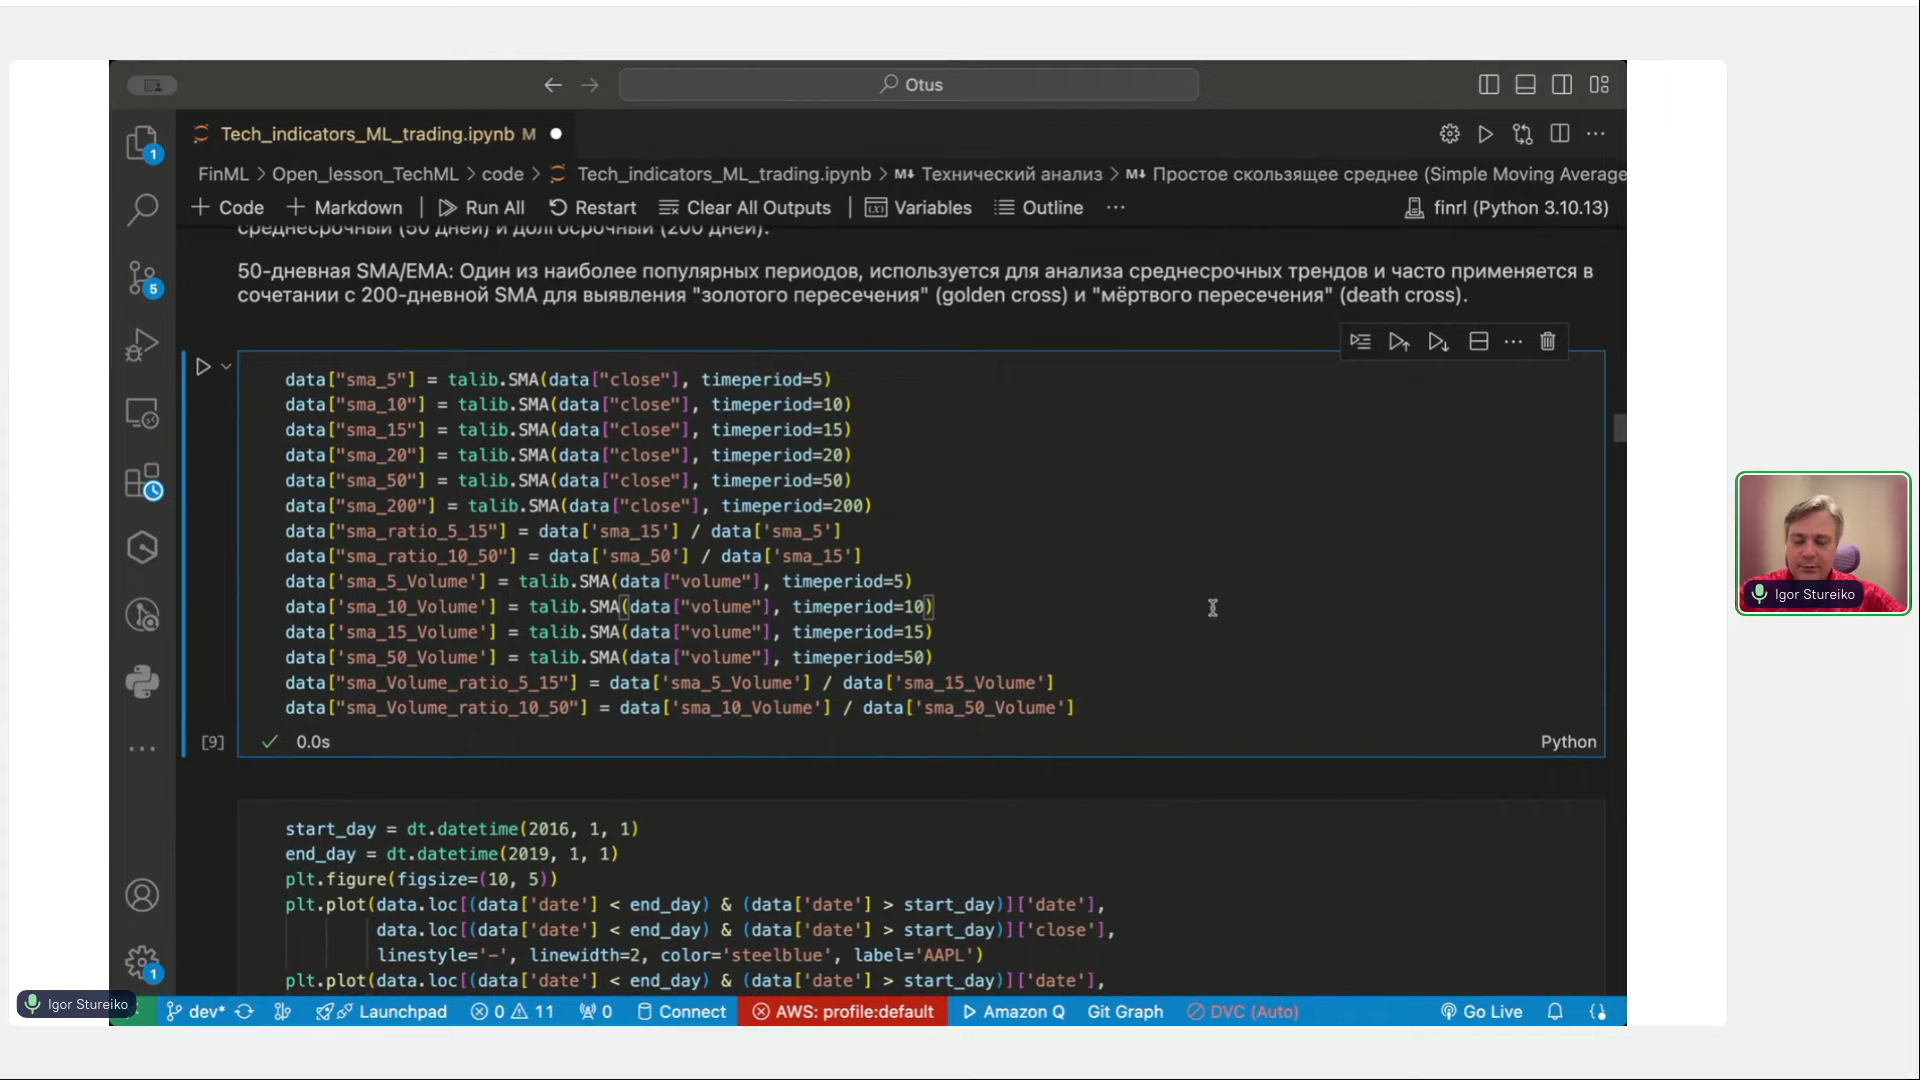 Otus
Tech_indicators_ML_trading.ipynb M
FinML > Open_lesson_TechML > code > Tech_indicators_ML_trading.ipynb > M↓ Технический анализ > M↓ Простое скользящее среднее (Simple Moving Average
+ Code + Markdown Run All Restart Clear All Outputs Variables Outline ··· finrl (Python 3.10.13)
среднесрочный (50 дней) и долгосрочный (200 дней).
50-дневная SMA/EMA: Один из наиболее популярных периодов, используется для анализа среднесрочных трендов и часто применяется в
сочетании с 200-дневной SMA для выявления "золотого пересечения" (golden cross) и "мёртвого пересечения" (death cross).
data["sma_5"] = talib.SMA(data["close"], timeperiod=5)
data["sma_10"] = talib.SMA(data["close"], timeperiod=10)
data["sma_15"] = talib.SMA(data["close"], timeperiod=15)
data["sma_20"] = talib.SMA(data["close"], timeperiod=20)
data["sma_50"] = talib.SMA(data["close"], timeperiod=50)
data["sma_200"] = talib.SMA(data["close"], timeperiod=200)
data["sma_ratio_5_15"] = data['sma_15'] / data['sma_5']
data["sma_ratio_10_50"] = data['sma_50'] / data['sma_15']
data['sma_5_Volume'] = talib.SMA(data["volume"], timeperiod=5)
data['sma_10_Volume'] = talib.SMA(data["volume"], timeperiod=10)
data['sma_15_Volume'] = talib.SMA(data["volume"], timeperiod=15)
data['sma_50_Volume'] = talib.SMA(data["volume"], timeperiod=50)
data["sma_Volume_ratio_5_15"] = data['sma_5_Volume'] / data['sma_15_Volume']
data["sma_Volume_ratio_10_50"] = data['sma_10_Volume'] / data['sma_50_Volume']
[9] ✓ 0.0s Python
start_day = dt.datetime(2016, 1, 1)
end_day = dt.datetime(2019, 1, 1)
plt.figure(figsize=(10, 5))
plt.plot(data.loc[(data['date'] < end_day) & (data['date'] > start_day)]['date'],
data.loc[(data['date'] < end_day) & (data['date'] > start_day)]['close'],
linestyle='-', linewidth=2, color='steelblue', label='AAPL')
plt.plot(data.loc[(data['date'] < end_day) & (data['date'] > start_day)]['date'],
1
5
1
Igor Stureiko
Igor Stureiko
dev* Launchpad 0 11 0 Connect AWS: profile:default Amazon Q Git Graph DVC (Auto) Go Live